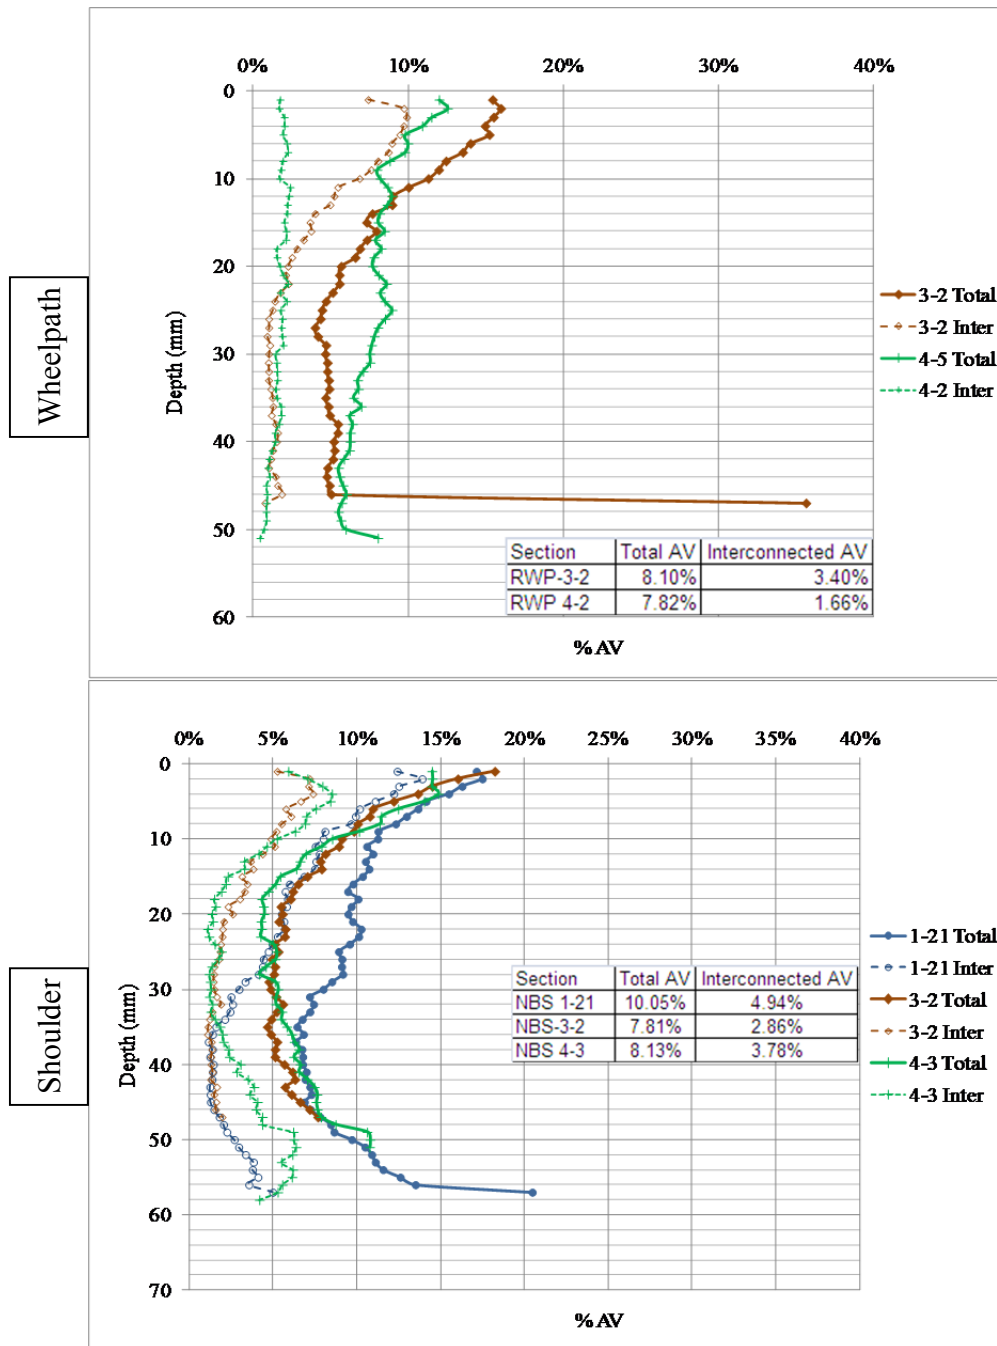 Wheelpath
0% 10% 20% 30% 40%
0
10
20
30
40
50
60
Depth (mm)
% AV
3-2 Total
3-2 Inter
4-5 Total
4-2 Inter
Section Total AV Interconnected AV
RWP-3-2 8.10% 3.40%
RWP 4-2 7.82% 1.66%
Shoulder
0% 5% 10% 15% 20% 25% 30% 35% 40%
0
10
20
30
40
50
60
70
Depth (mm)
% AV
1-21 Total
1-21 Inter
3-2 Total
3-2 Inter
4-3 Total
4-3 Inter
Section Total AV Interconnected AV
NBS 1-21 10.05% 4.94%
NBS-3-2 7.81% 2.86%
NBS 4-3 8.13% 3.78%